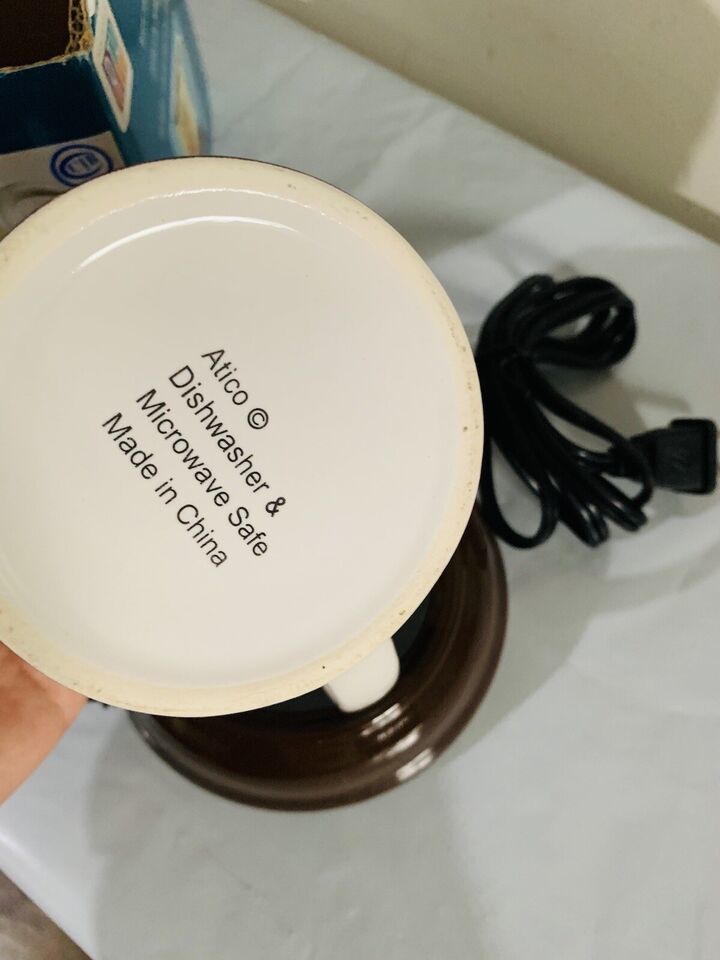 Atico ©
Dishwasher &
Microwave Safe
Made in China